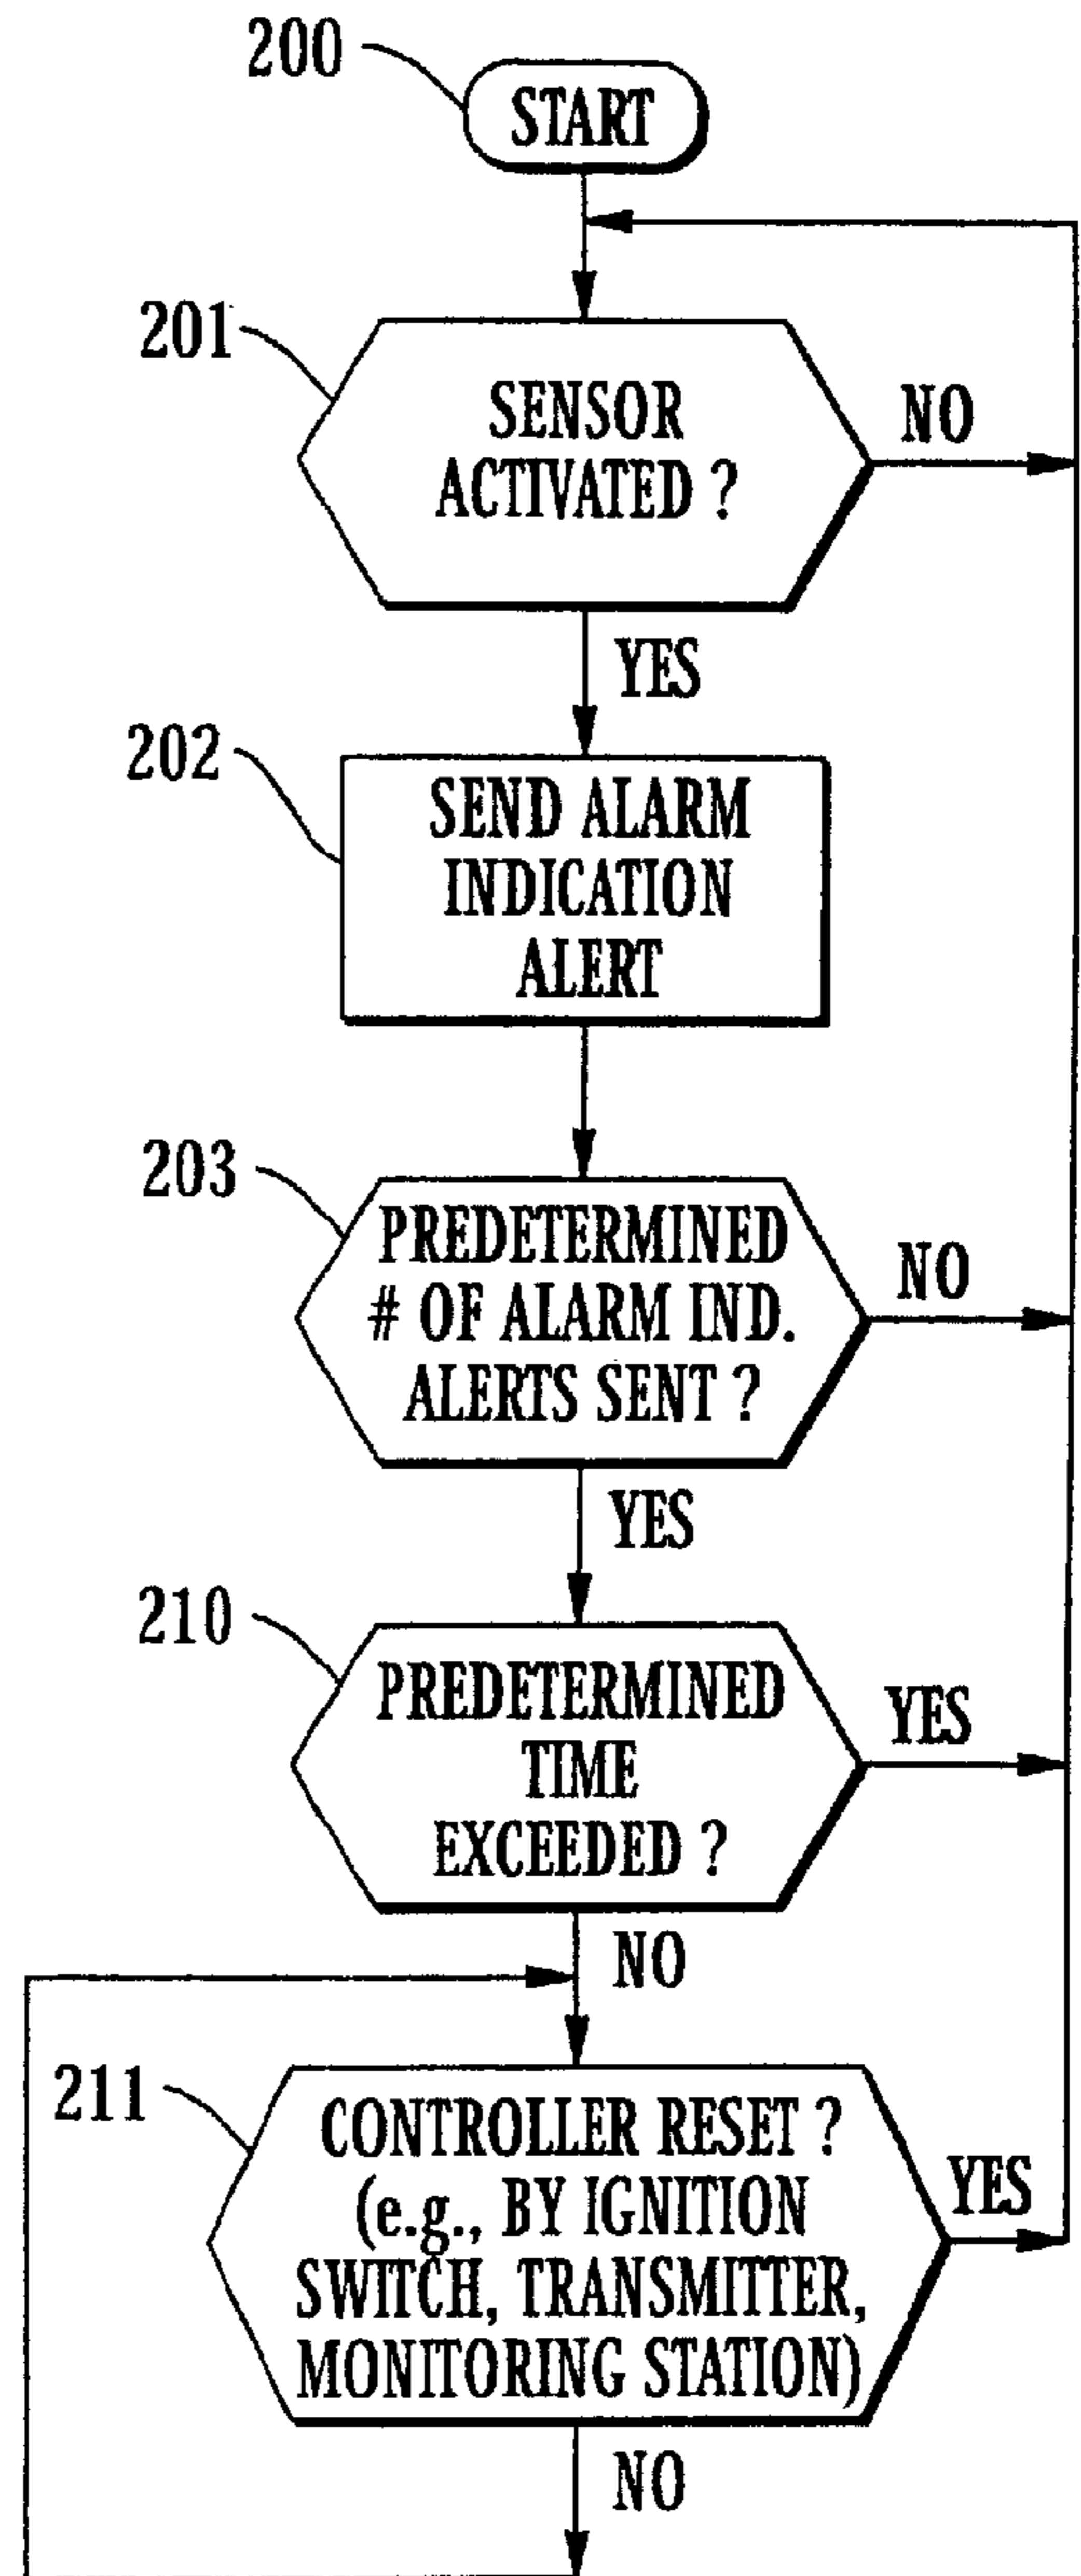 200
START
201
SENSOR
ACTIVATED ?
NO
YES
202
SEND ALARM
INDICATION
ALERT
203
PREDETERMINED
# OF ALARM IND.
ALERTS SENT ?
NO
YES
210
PREDETERMINED
TIME
EXCEEDED ?
YES
NO
211
CONTROLLER RESET ?
(e.g., BY IGNITION
SWITCH, TRANSMITTER,
MONITORING STATION)
YES
NO